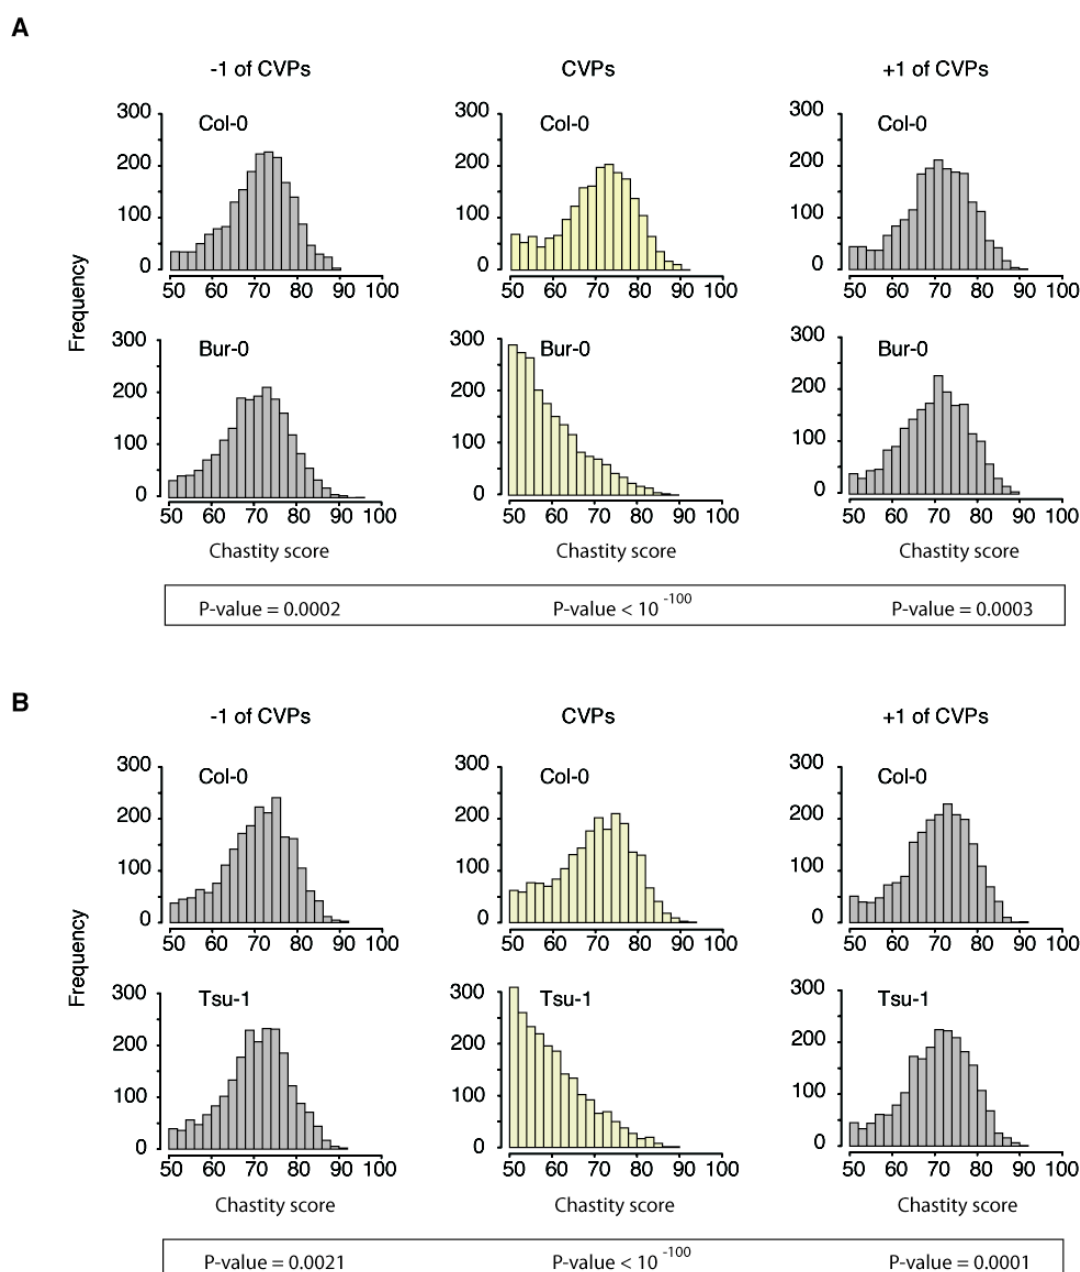 A
-1 of CVPs CVPs +1 of CVPs
300 300 300
Col-0 Col-0 Col-0
200 200 200
100 100 100
0 0 0
50 60 70 80 90 100 50 60 70 80 90 100 50 60 70 80 90 100
Frequency
300 300 300
Bur-0 Bur-0 Bur-0
200 200 200
100 100 100
0 0 0
50 60 70 80 90 100 50 60 70 80 90 100 50 60 70 80 90 100
Chastity score Chastity score Chastity score
P-value = 0.0002 P-value < 10 -100 P-value = 0.0003
B
-1 of CVPs CVPs +1 of CVPs
300 300 300
Col-0 Col-0 Col-0
200 200 200
100 100 100
0 0 0
50 60 70 80 90 100 50 60 70 80 90 100 50 60 70 80 90 100
Frequency
300 300 300
Tsu-1 Tsu-1 Tsu-1
200 200 200
100 100 100
0 0 0
50 60 70 80 90 100 50 60 70 80 90 100 50 60 70 80 90 100
Chastity score Chastity score Chastity score
P-value = 0.0021 P-value < 10 -100 P-value = 0.0001